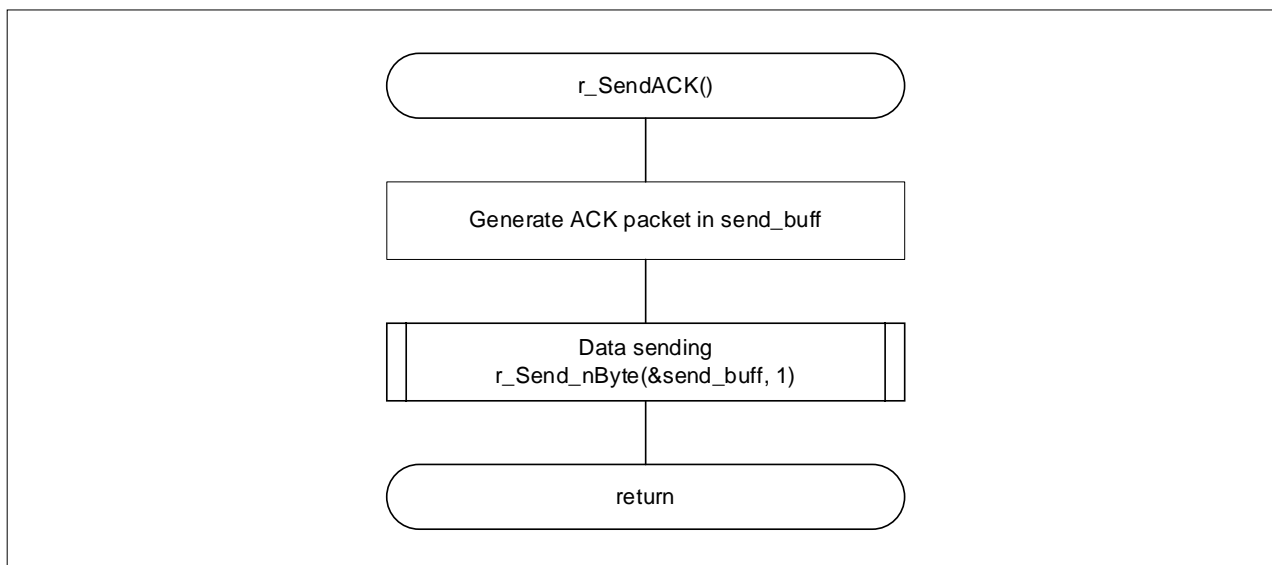 r_SendACK()
Generate ACK packet in send_buff
Data sending
r_Send_nByte(&send_buff, 1)
return